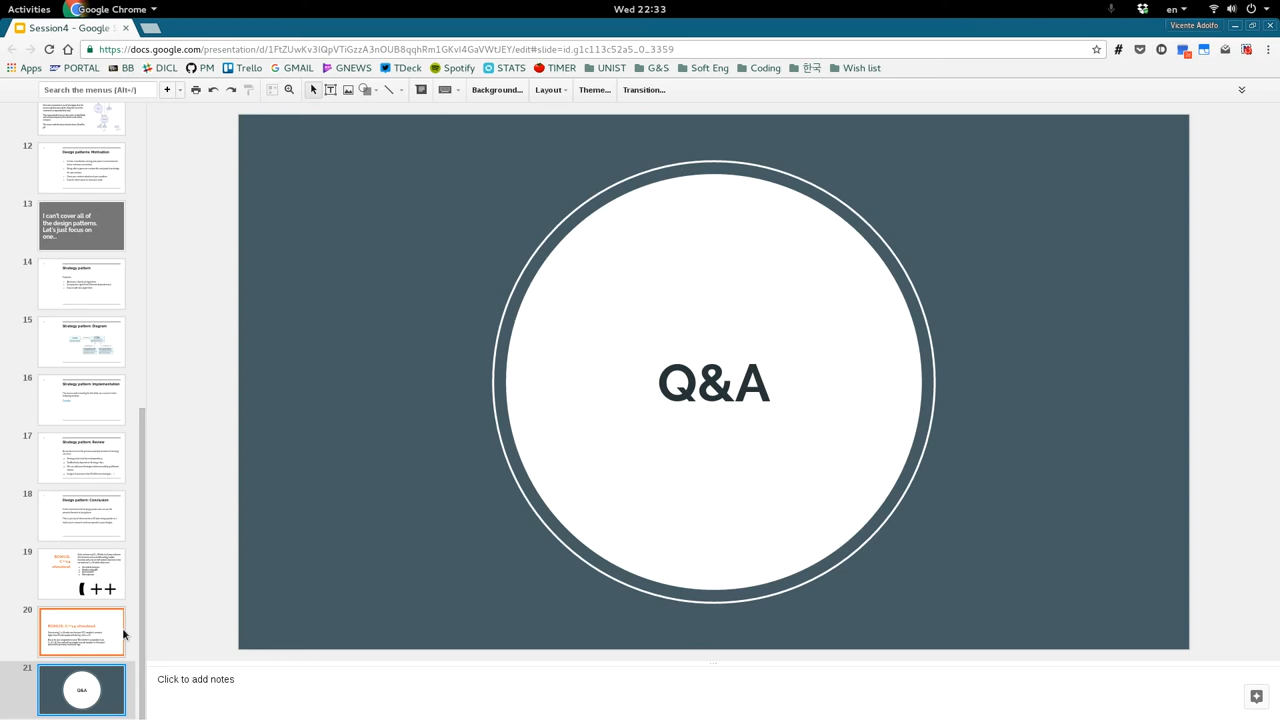 Activities Google Chrome Wed 22:33 en
Session4 - Google S Vicente Adolfo
https://docs.google.com/presentation/d/1FtZUwKv3IQpVTiGzzA3nOUB8qqhRm1GKvI4GaVWtJEY/edit#slide=id.g1c113c52a5_0_3359
Apps PORTAL BB DICL PM Trello GMAIL GNEWS TDeck Spotify STATS TIMER UNIST G&S Soft Eng Coding 한국 Wish list
Search the menus (Alt+/) Background... Layout Theme... Transition...
12
Design patterns: Motivation
13
I can't cover all of
the design patterns.
Let's just focus on
one...
14
Strategy pattern
15
Strategy pattern: Diagram
16
Strategy pattern: Implementation
17
Strategy pattern: Review
18
Design pattern: Conclusion
19
BONUS:
C++14
standard
C++
20
BONUS: C++14 standard
21
Q&A
Q&A
Click to add notes